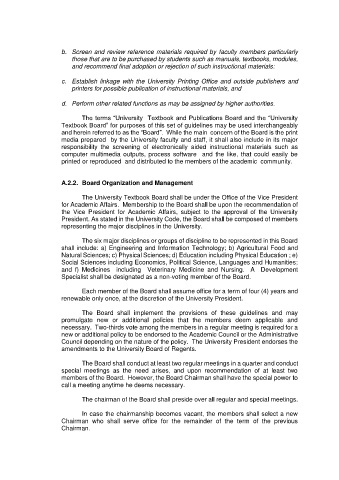 b. Screen and review reference materials required by faculty members particularly
those that are to be purchased by students such as manuals, textbooks, modules,
and recommend final adoption or rejection of such instructional materials;
c. Establish linkage with the University Printing Office and outside publishers and
printers for possible publication of instructional materials, and
d. Perform other related functions as may be assigned by higher authorities.
The terms "University Textbook and Publications Board and the "University
Textbook Board" for purposes of this set of guidelines may be used interchangeably
and herein referred to as the "Board". While the main concern of the Board is the print
media prepared by the University faculty and staff, it shall also include in its major
responsibility the screening of electronically aided instructional materials such as
computer multimedia outputs, process software and the like, that could easily be
printed or reproduced and distributed to the members of the academic community.
A.2.2. Board Organization and Management
The University Textbook Board shall be under the Office of the Vice President
for Academic Affairs. Membership to the Board shall be upon the recommendation of
the Vice President for Academic Affairs, subject to the approval of the University
President. As stated in the University Code, the Board shall be composed of members
representing the major disciplines in the University.
The six major disciplines or groups of discipline to be represented in this Board
shall include: a) Engineering and Information Technology; b) Agricultural Food and
Natural Sciences; c) Physical Sciences; d) Education including Physical Education ; e)
Social Sciences including Economics, Political Science, Languages and Humanities;
and f) Medicines including Veterinary Medicine and Nursing. A Development
Specialist shall be designated as a non-voting member of the Board.
Each member of the Board shall assume office for a term of four (4) years and
renewable only once, at the discretion of the University President.
The Board shall implement the provisions of these guidelines and may
promulgate new or additional policies that the members deem applicable and
necessary. Two-thirds vote among the members in a regular meeting is required for a
new or additional policy to be endorsed to the Academic Council or the Administrative
Council depending on the nature of the policy. The University President endorses the
amendments to the University Board of Regents.
The Board shall conduct at least two regular meetings in a quarter and conduct
special meetings as the need arises, and upon recommendation of at least two
members of the Board. However, the Board Chairman shall have the special power to
call a meeting anytime he deems necessary.
The chairman of the Board shall preside over all regular and special meetings.
In case the chairmanship becomes vacant, the members shall select a new
Chairman who shall serve office for the remainder of the term of the previous
Chairman.